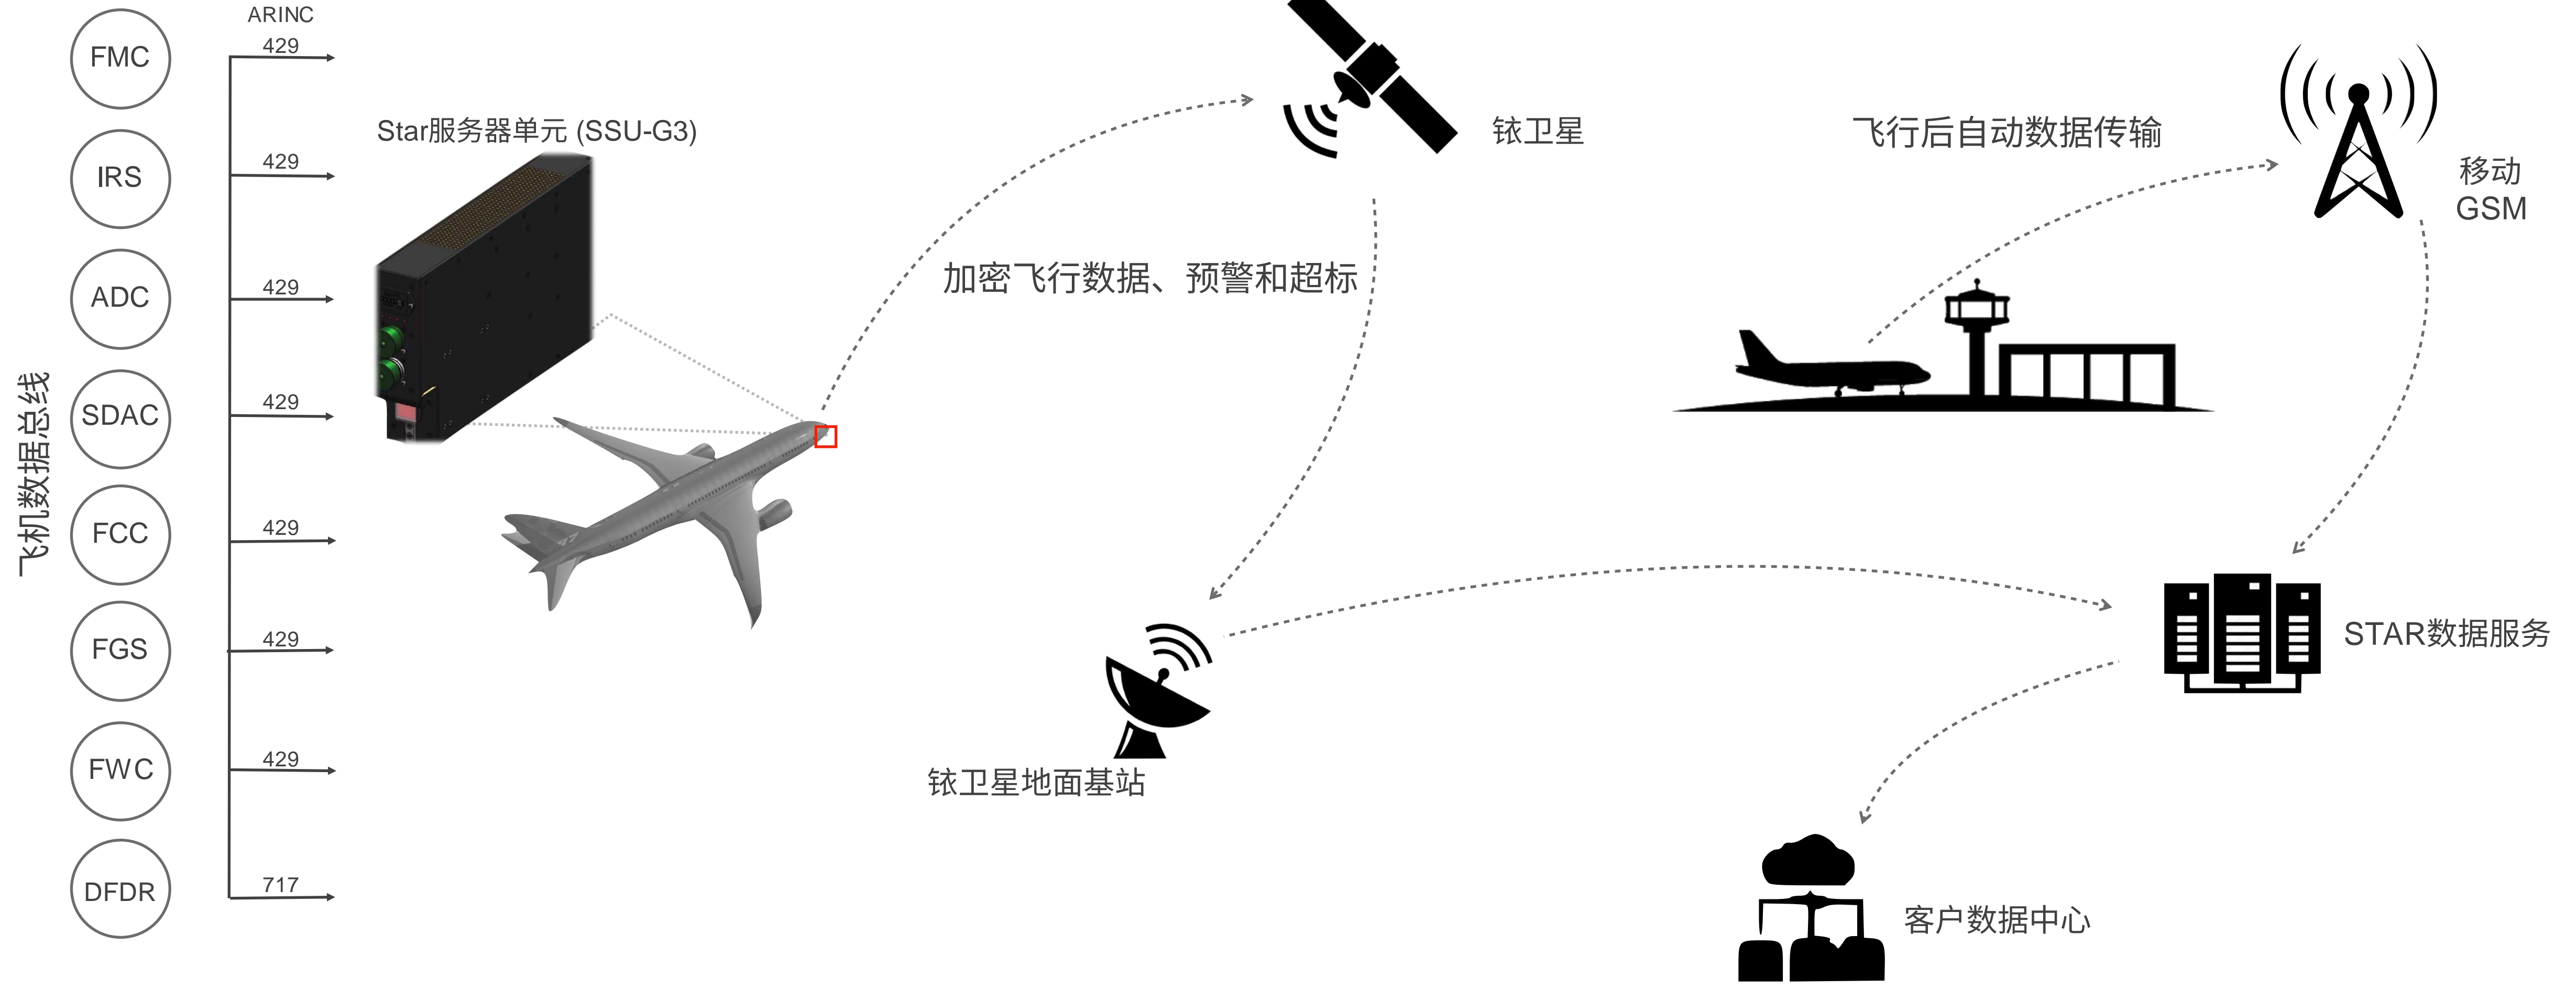 飞机数据总线
ARINC
FMC
429
IRS
429
ADC
429
SDAC
429
FCC
429
FGS
429
FWC
429
DFDR
717
Star服务器单元 (SSU-G3)
铱卫星
加密飞行数据、预警和超标
铱卫星地面基站
飞行后自动数据传输
移动
GSM
STAR数据服务
客户数据中心